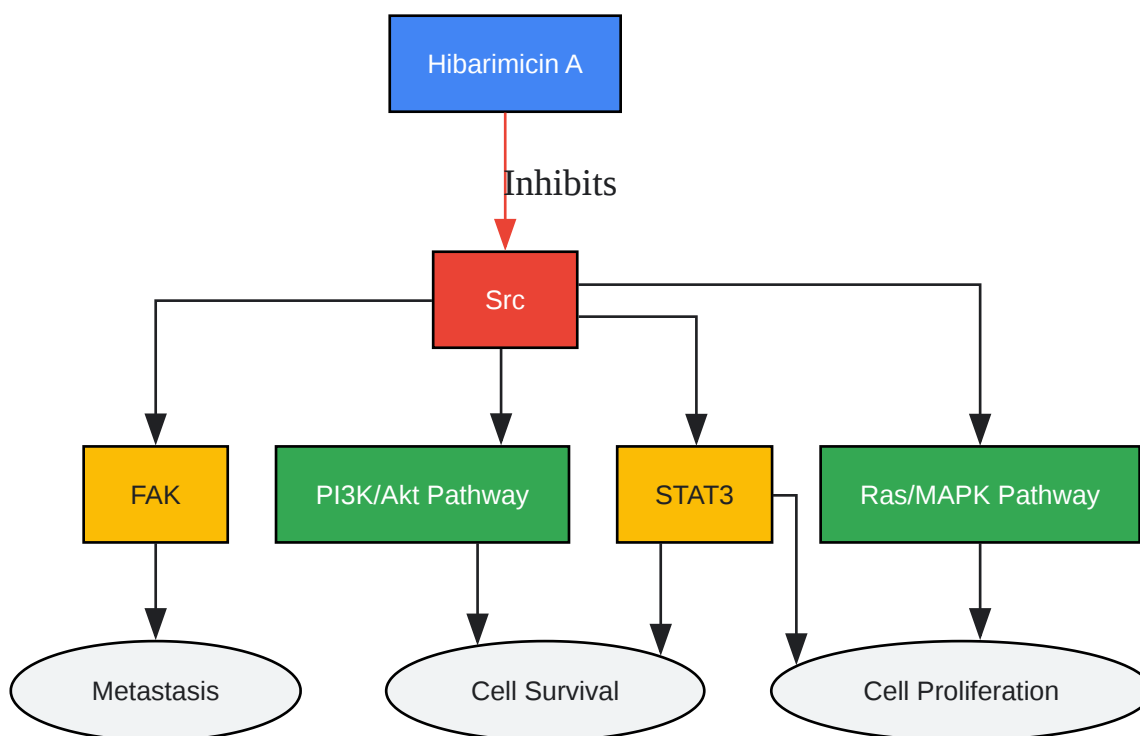 Hibarimicin A
Inhibits
Src
FAK
PI3K/Akt Pathway
STAT3
Ras/MAPK Pathway
Metastasis
Cell Survival
Cell Proliferation